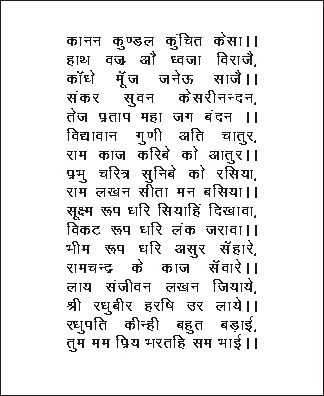 कानन कुण्डल कुंचित केसा।।
हाथ वज्र औ ध्वजा विराजै,
काँधे मूँज जनेऊ साजै।।
संकर सुवन केसरीनन्दन,
तेज प्रताप महा जग बंदन ।।
विद्यावान गुणी अति चातुर,
राम काज करिबे को आतुर।।
प्रभु चरित्र सुनिबे को रसिया,
राम लखन सीता मन बसिया।।
सूक्ष्म रूप धरि सियाहिं दिखावा,
विकट रूप धरि लंक जरावा।।
भीम रूप धरि असुर सँहारे,
रामचन्द्र के काज सँवारे।।
लाय संजीवन लखन जियाये,
श्री रघुबीर हरषि उर लाये।।
रघुपति कीन्ही बहुत बड़ाई,
तुम मम प्रिय भरतहि सम भाई।।